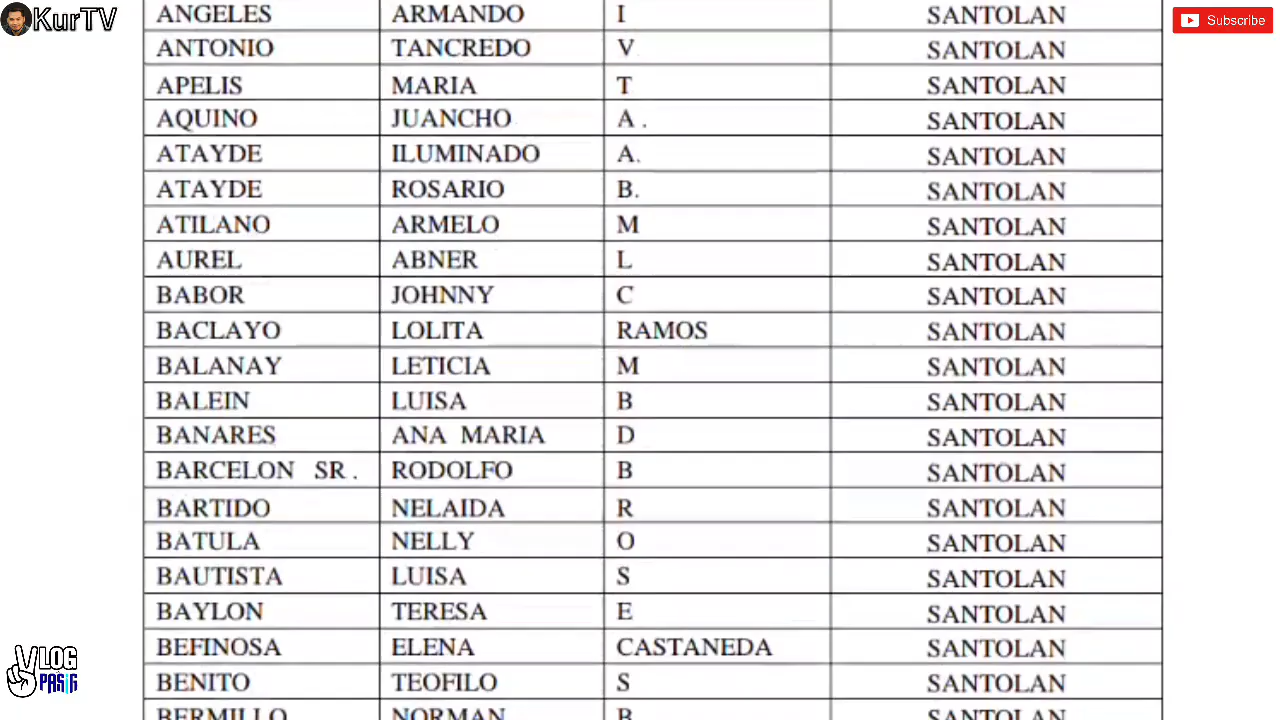 KurTV
Subscribe
ANGELES ARMANDO I SANTOLAN
ANTONIO TANCREDO V SANTOLAN
APELIS MARIA T SANTOLAN
AQUINO JUANCHO A . SANTOLAN
ATAYDE ILUMINADO A. SANTOLAN
ATAYDE ROSARIO B. SANTOLAN
ATILANO ARMELO M SANTOLAN
AUREL ABNER L SANTOLAN
BABOR JOHNNY C SANTOLAN
BACLAYO LOLITA RAMOS SANTOLAN
BALANAY LETICIA M SANTOLAN
BALEIN LUISA B SANTOLAN
BANARES ANA MARIA D SANTOLAN
BARCELON SR . RODOLFO B SANTOLAN
BARTIDO NELAIDA R SANTOLAN
BATULA NELLY O SANTOLAN
BAUTISTA LUISA S SANTOLAN
BAYLON TERESA E SANTOLAN
BEFINOSA ELENA CASTANEDA SANTOLAN
BENITO TEOFILO S SANTOLAN
BERMILLO NORMAN B SANTOLAN
VLOG
PASIG